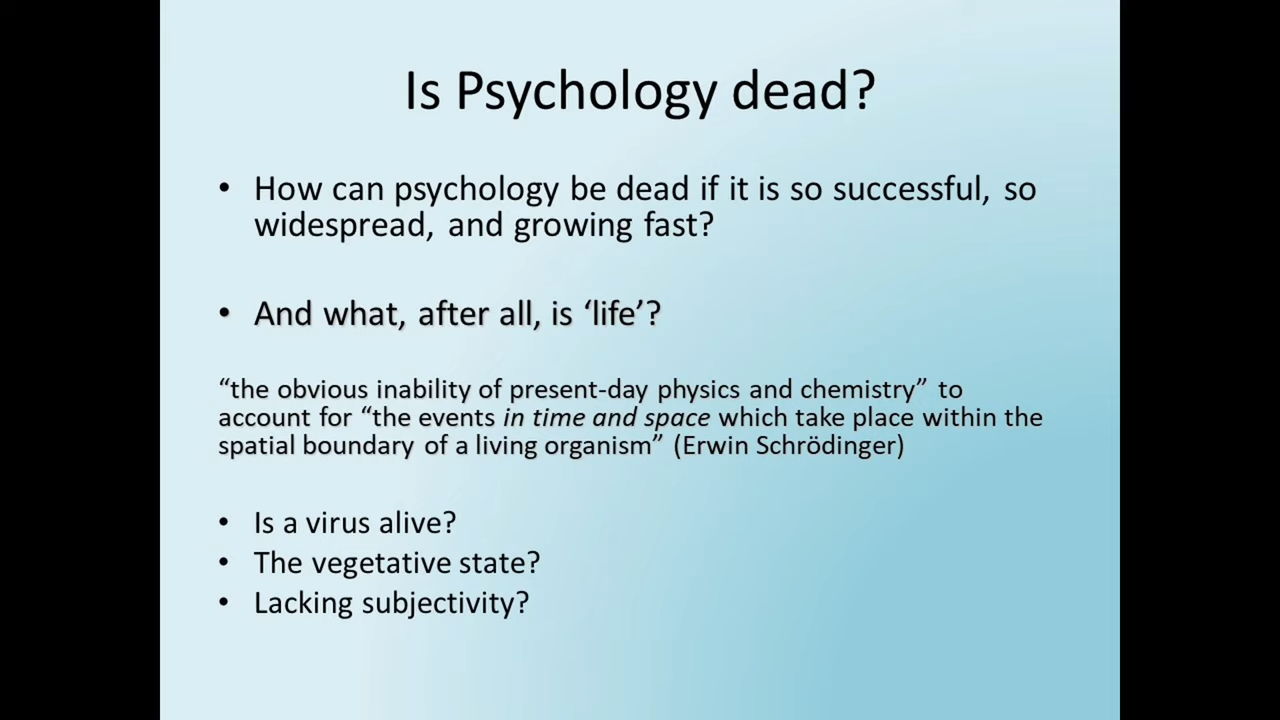 Is Psychology dead?
• How can psychology be dead if it is so successful, so
widespread, and growing fast?
• And what, after all, is ‘life’?
“the obvious inability of present-day physics and chemistry” to
account for “the events in time and space which take place within the
spatial boundary of a living organism” (Erwin Schrödinger)
• Is a virus alive?
• The vegetative state?
• Lacking subjectivity?